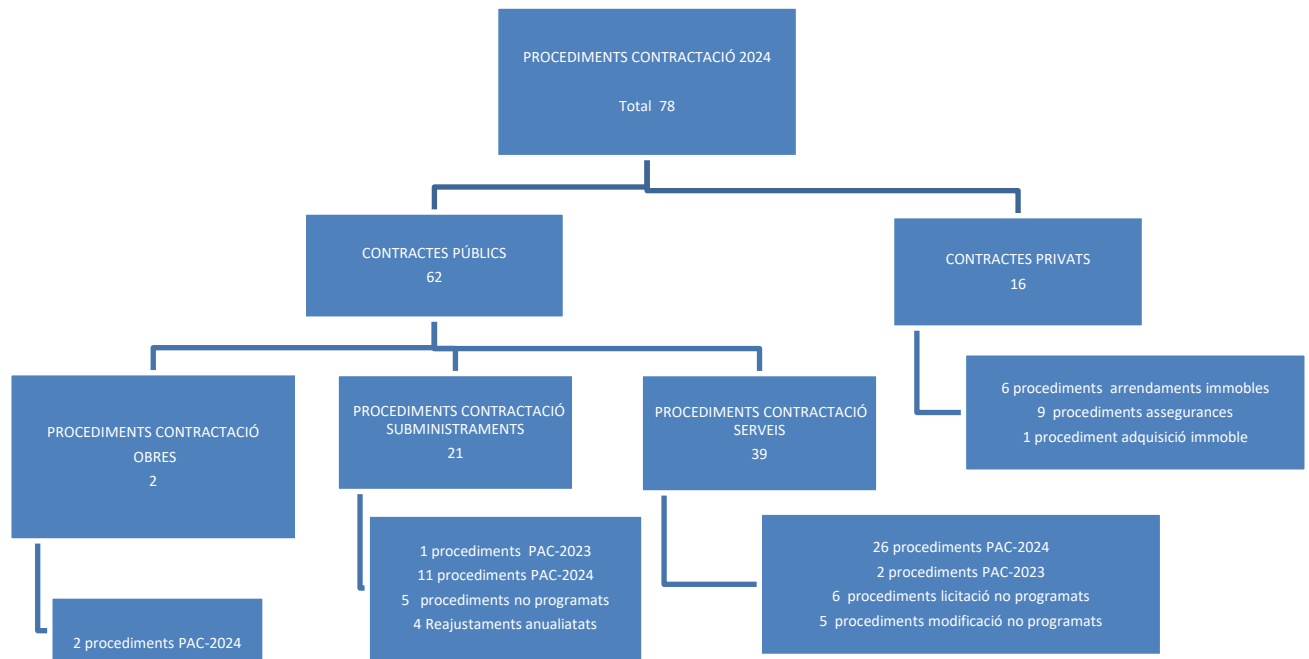 PROCEDIMENTS CONTRACTACIÓ 2024
Total 78
CONTRACTES PÚBLICS
62
CONTRACTES PRIVATS
16
PROCEDIMENTS CONTRACTACIÓ
OBRES
2
PROCEDIMENTS CONTRACTACIÓ
SUBMINISTRAMENTS
21
PROCEDIMENTS CONTRACTACIÓ
SERVEIS
39
6 procediments arrendaments immobles
9 procediments assegurances
1 procediment adquisició immoble
2 procediments PAC-2024
1 procediments PAC-2023
11 procediments PAC-2024
5 procediments no programats
4 Reajustaments anualiatats
26 procediments PAC-2024
2 procediments PAC-2023
6 procediments licitació no programats
5 procediments modificació no programats